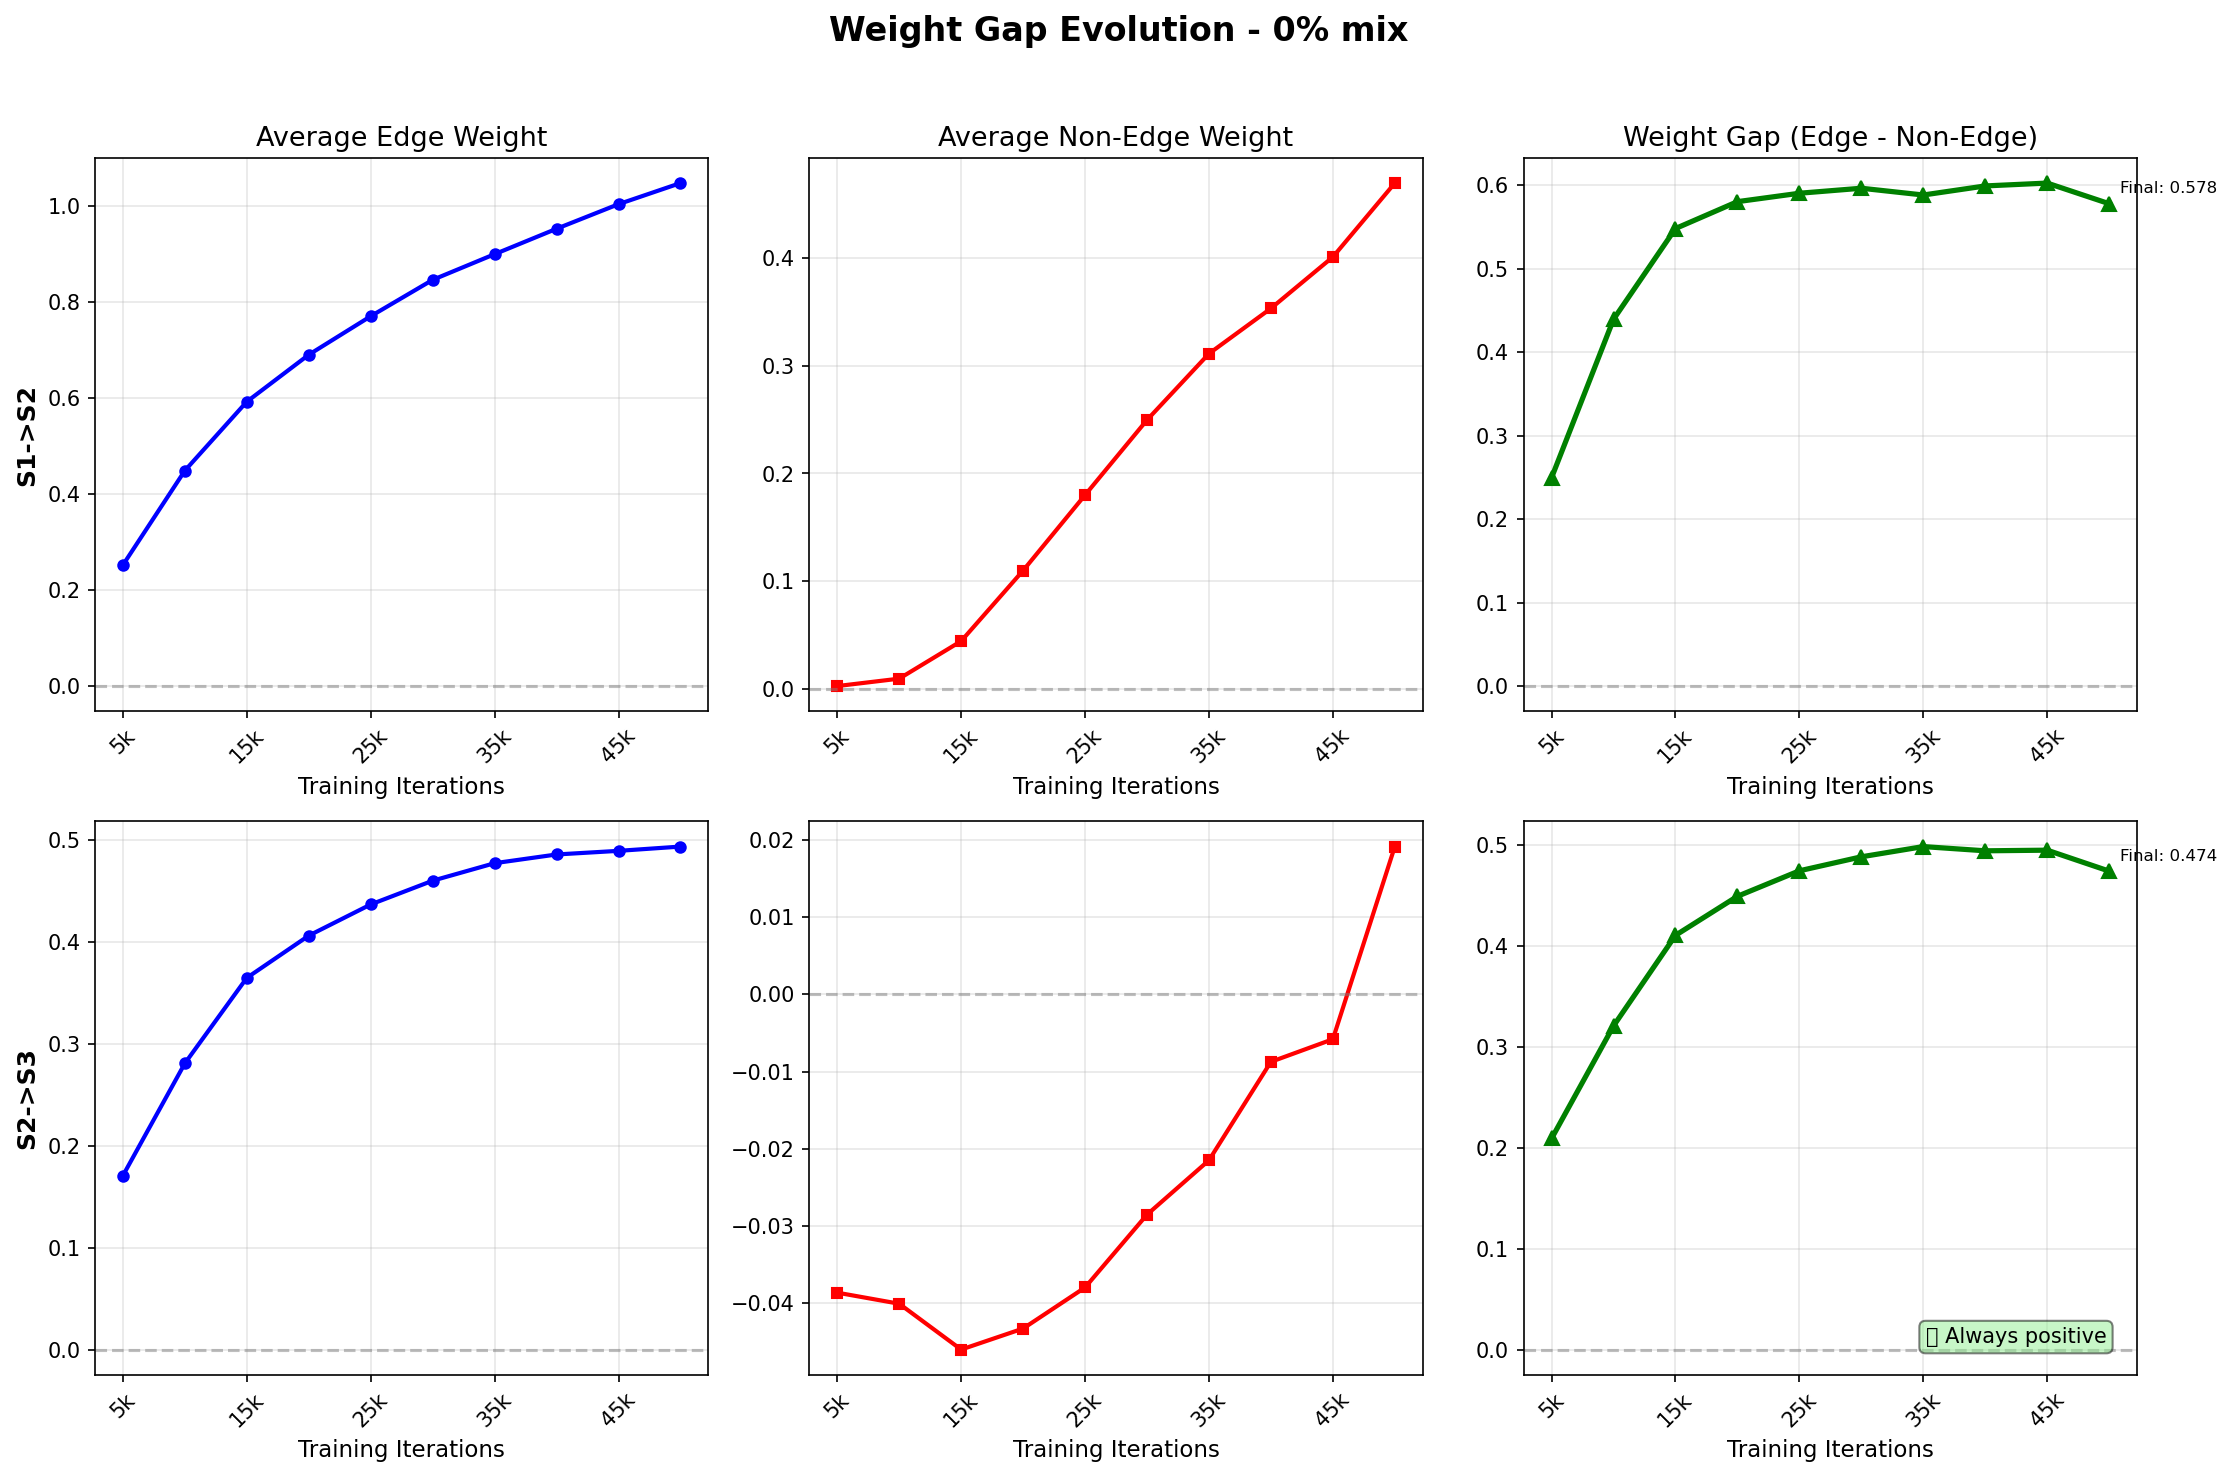 Weight Gap Evolution - 0% mix
Average Edge Weight
1.0
0.8
0.6
0.4
0.2
0.0
S1->S2
5k
15k
25k
35k
45k
Training Iterations
Average Non-Edge Weight
0.4
0.3
0.2
0.1
0.0
5k
15k
25k
35k
45k
Training Iterations
Weight Gap (Edge - Non-Edge)
0.6
0.5
0.4
0.3
0.2
0.1
0.0
Final: 0.578
5k
15k
25k
35k
45k
Training Iterations
0.5
0.4
0.3
0.2
0.1
0.0
S2->S3
5k
15k
25k
35k
45k
Training Iterations
0.02
0.01
0.00
−0.01
−0.02
−0.03
−0.04
5k
15k
25k
35k
45k
Training Iterations
0.5
0.4
0.3
0.2
0.1
0.0
Final: 0.474
Always positive
5k
15k
25k
35k
45k
Training Iterations